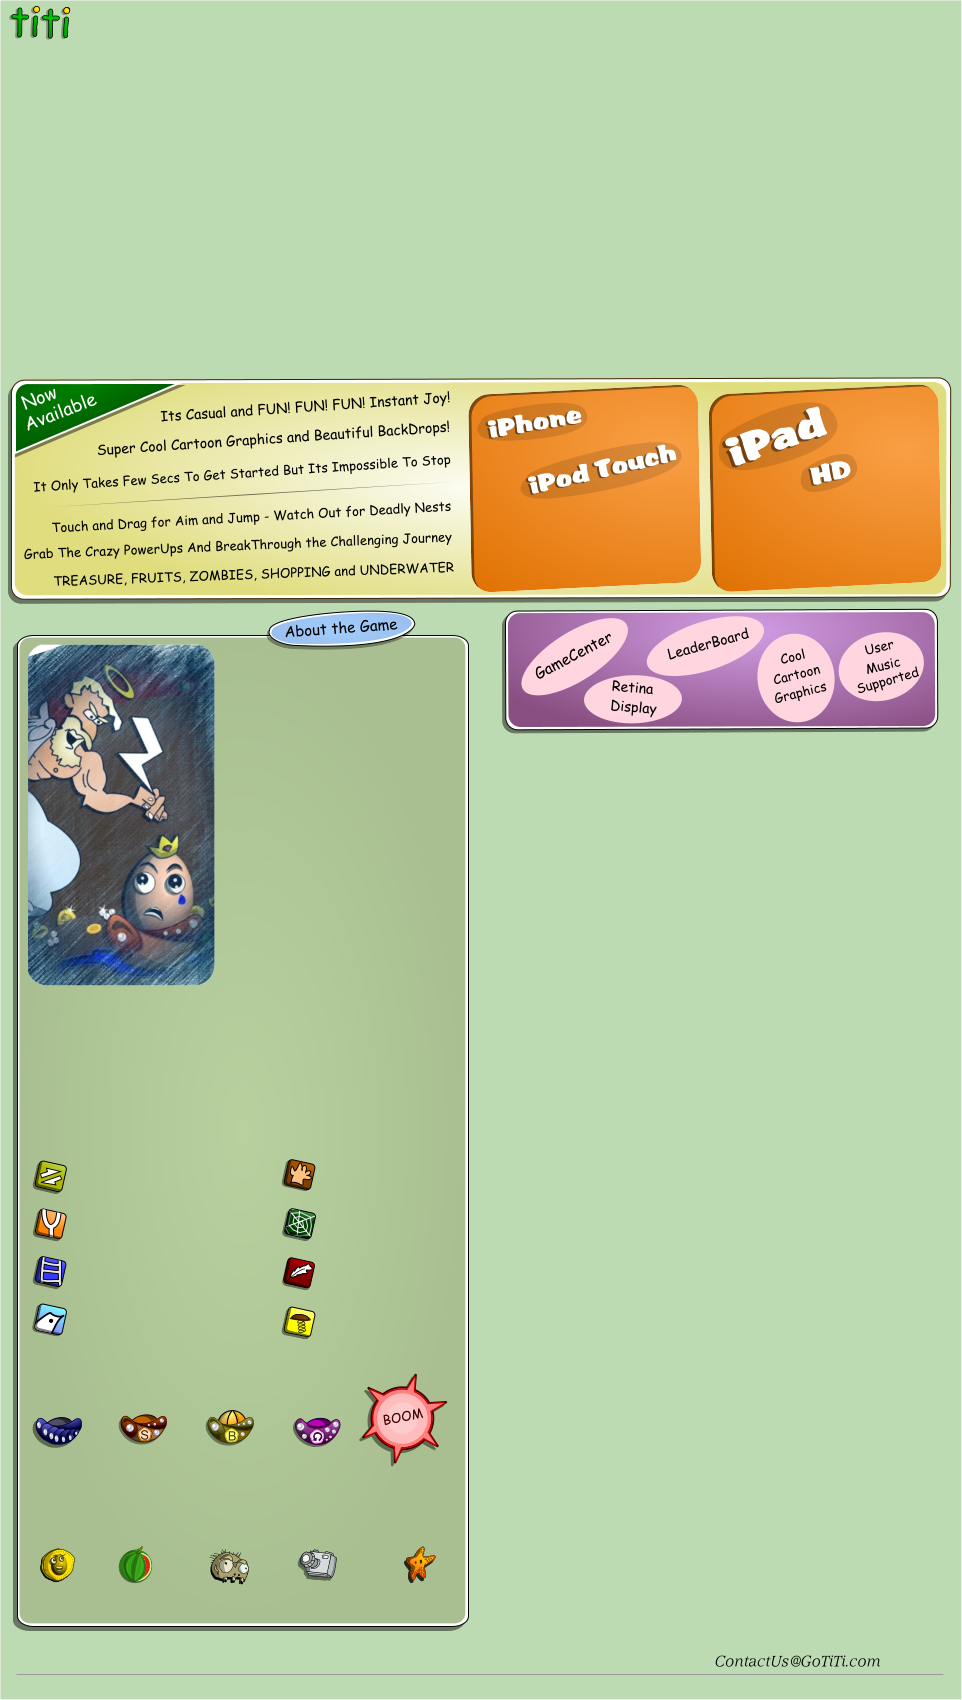 titi
Now
Available
Its Casual and FUN! FUN! FUN! Instant Joy!
Super Cool Cartoon Graphics and Beautiful BackDrops!
It Only Takes Few Secs To Get Started But Its Impossible To Stop
Touch and Drag for Aim and Jump - Watch Out for Deadly Nests
Grab The Crazy PowerUps And BreakThrough the Challenging Journey
TREASURE, FRUITS, ZOMBIES, SHOPPING and UNDERWATER
iPhone
iPod Touch
iPad
HD
About the Game
GameCenter
Retina
Display
LeaderBoard
Cool
Cartoon
Graphics
User
Music
Supported
S
B
Ω
BOOM
ContactUs@GoTiTi.com